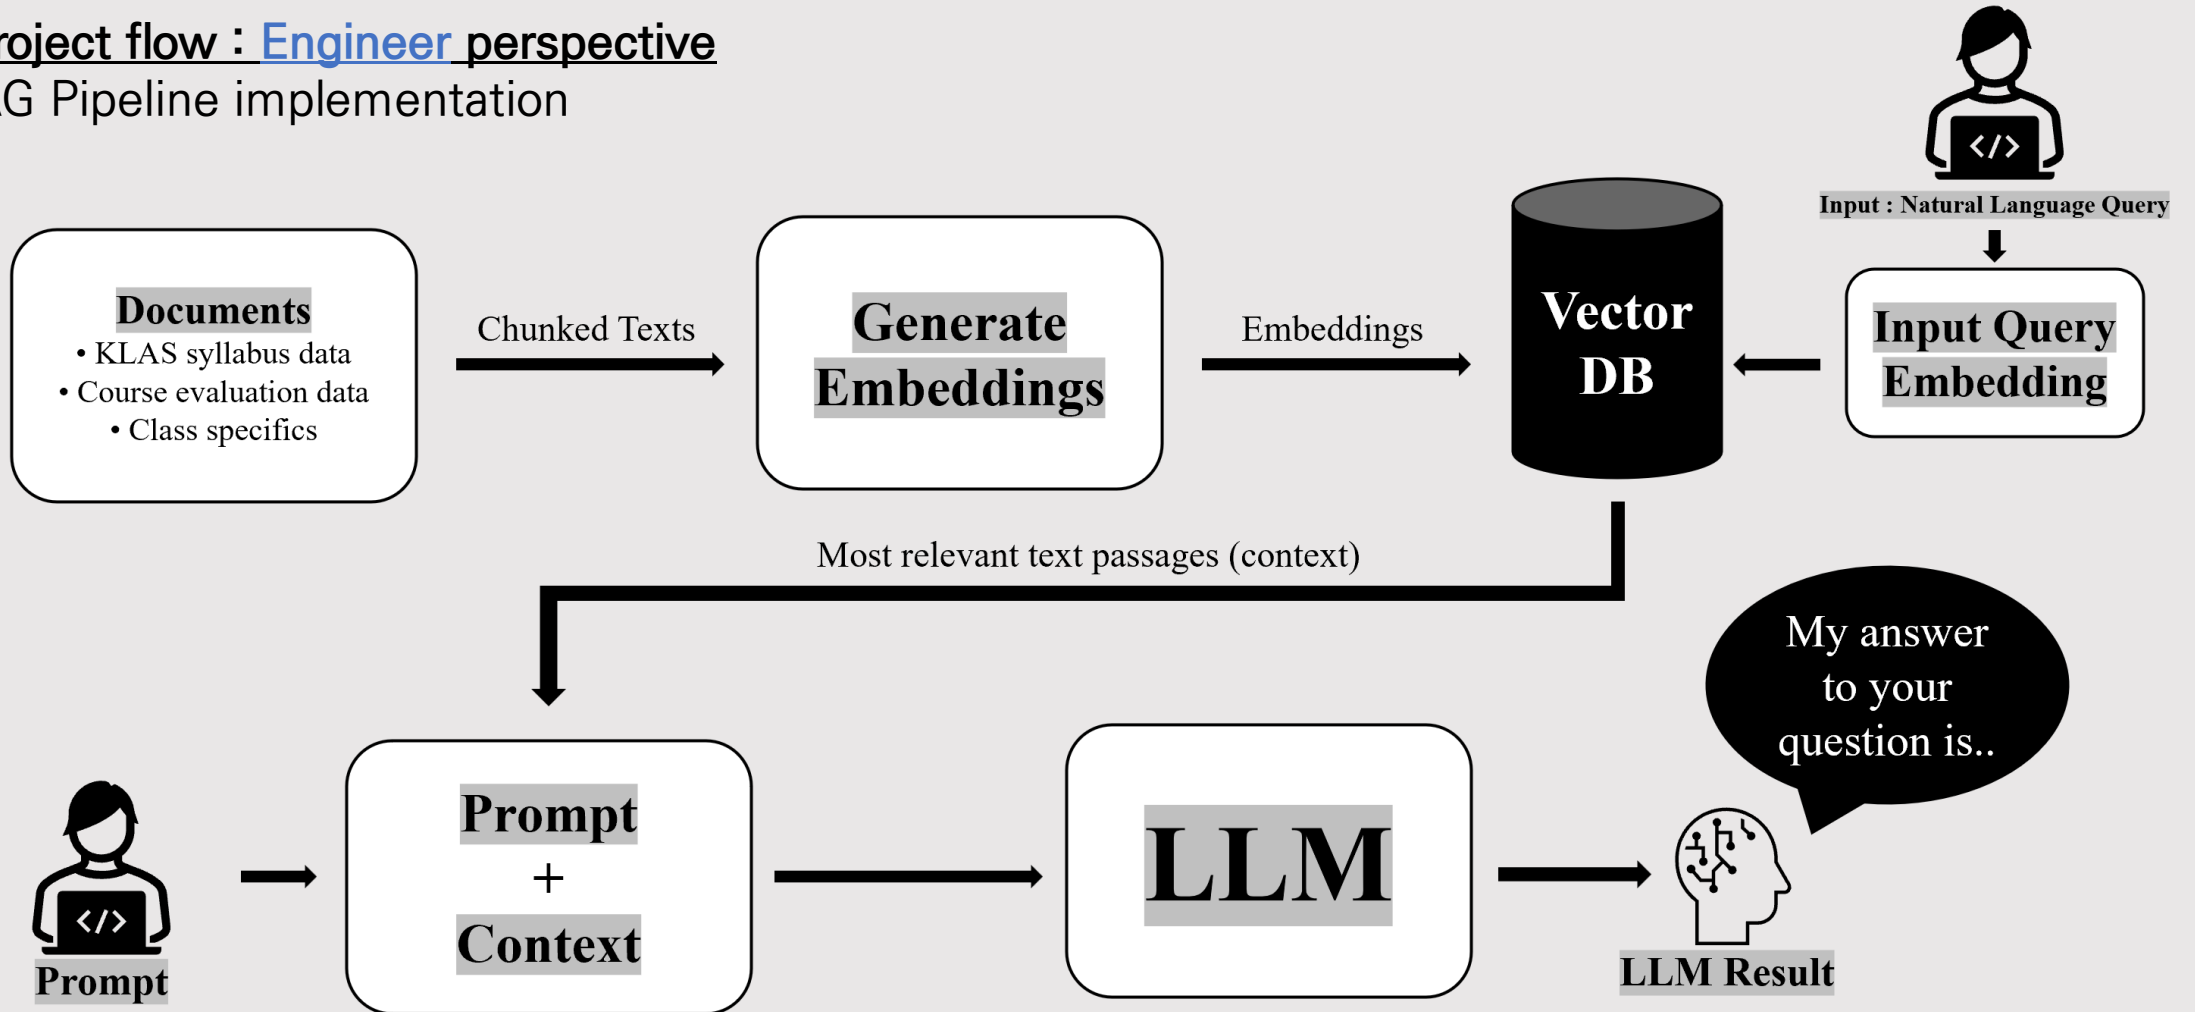 roject flow : Engineer perspective
G Pipeline implementation
Input : Natural Language Query
Documents
• KLAS syllabus data
• Course evaluation data
• Class specifics
Chunked Texts
Generate
Embeddings
Embeddings
Vector
DB
Input Query
Embedding
Most relevant text passages (context)
My answer
to your
question is..
Prompt
Prompt
+
Context
LLM
LLM Result